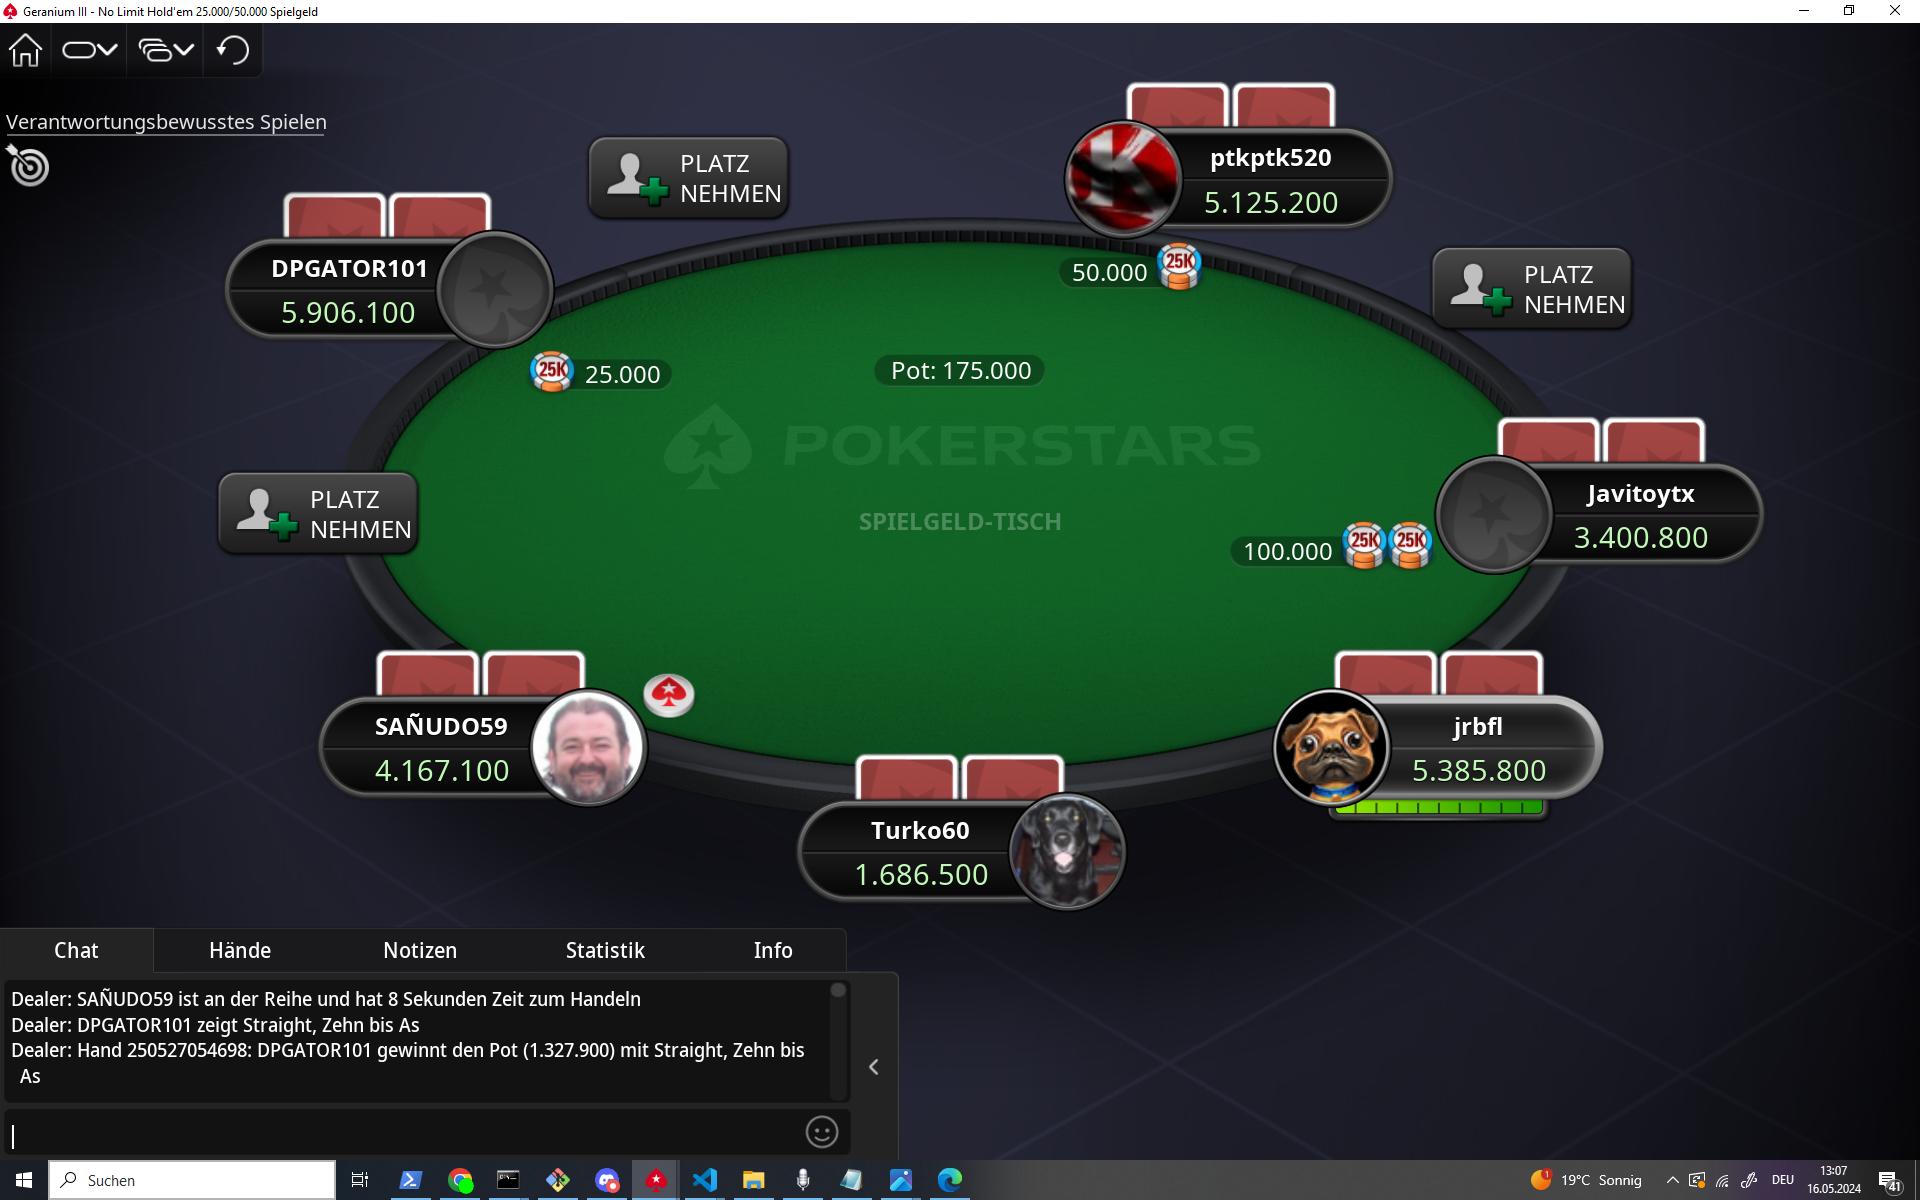 Geranium III - No Limit Hold'em 25.000/50.000 Spielgeld
Verantwortungsbewusstes Spielen
PLATZ
NEHMEN
ptkptk520
5.125.200
DPGATOR101
5.906.100
50.000
25K
PLATZ
NEHMEN
25K
25.000
Pot: 175.000
POKERSTARS
SPIELGELD-TISCH
PLATZ
NEHMEN
Javitoytx
3.400.800
100.000
25K
25K
SAÑUDO59
4.167.100
jrbfl
5.385.800
Turko60
1.686.500
Chat
Hände
Notizen
Statistik
Info
Dealer: SAÑUDO59 ist an der Reihe und hat 8 Sekunden Zeit zum Handeln
Dealer: DPGATOR101 zeigt Straight, Zehn bis As
Dealer: Hand 250527054698: DPGATOR101 gewinnt den Pot (1.327.900) mit Straight, Zehn bis
As
Suchen
1
19°C Sonnig
DEU
13:07
16.05.2024
41